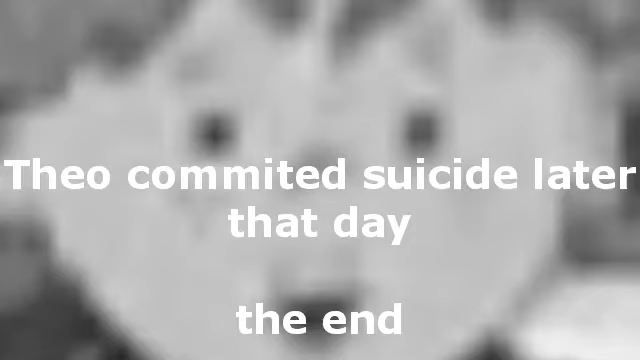 Theo commited suicide later
that day
the end